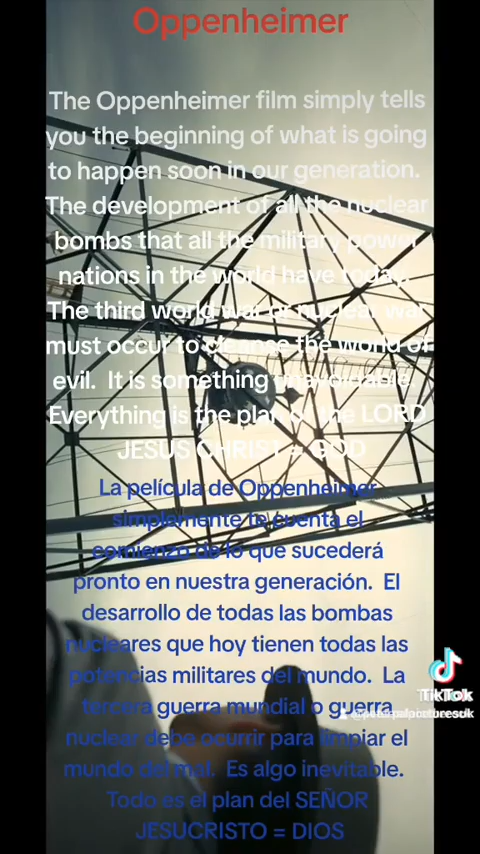 Oppenheimer
The Oppenheimer film simply tells
you the beginning of what is going
to happen soon in our generation.
The development of all the nuclear
bombs that all the military power
nations in the world have today.
The third world war or nuclear war
must occur to cleanse the world of
evil.  It is something unavoidable
Everything is the plan of the LORD
JESUS CHRIST = GOD
La película de Oppenheimer
simplemente te cuenta el
comienzo de lo que sucederá
pronto en nuestra generación.  El
desarrollo de todas las bombas
nucleares que hoy tienen todas las
potencias militares del mundo.  La
tercera guerra mundial o guerra
nuclear debe ocurrir para limpiar el
mundo del mal.  Es algo inevitable.
Todo es el plan del SEÑOR
JESUCRISTO = DIOS
TikTok